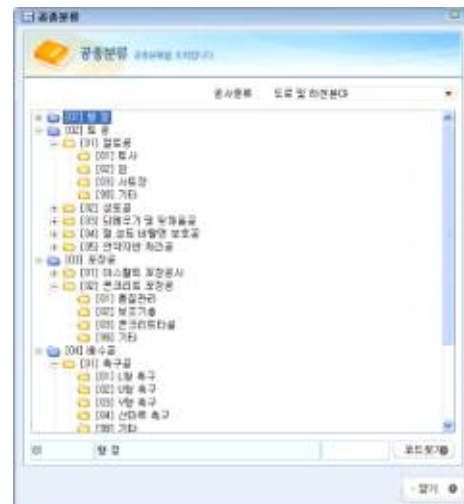 공종분류
공종분류
공사종류 도로 및 하천분야
[02] 토 공
[01] 절토공
[01] 토사
[02] 암
[03] 사토장
[99] 기타
[02] 성토공
[03] 되메우기 및 뒷채움공
[04] 절,성토 비탈면 보호공
[05] 연약지반 처리공
[03] 포장공
[01] 아스팔트 포장공사
[02] 콘크리트 포장공
[01] 품질관리
[02] 보조기층
[03] 콘크리트타설
[99] 기타
[04] 배수공
[01] 측구공
[01] L형 측구
[02] U형 측구
[03] V형 측구
[04] 산마루 측구
[99] 기타
01
코드찾기
닫기